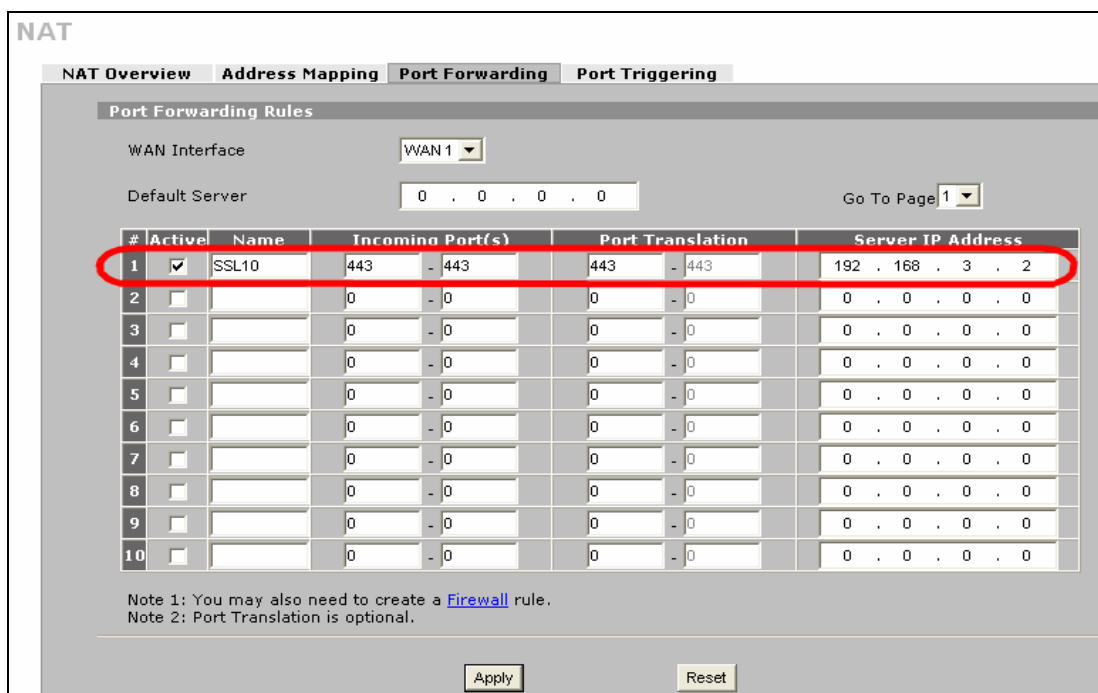 NAT
NAT Overview Address Mapping Port Forwarding Port Triggering
Port Forwarding Rules
WAN Interface WAN 1
Default Server 0 . 0 . 0 . 0 Go To Page 1
# Active Name Incoming Port(s) Port Translation Server IP Address
1 SSL10 443 - 443 443 - 443 192 . 168 . 3 . 2
2 0 - 0 0 - 0 0 . 0 . 0 . 0
3 0 - 0 0 - 0 0 . 0 . 0 . 0
4 0 - 0 0 - 0 0 . 0 . 0 . 0
5 0 - 0 0 - 0 0 . 0 . 0 . 0
6 0 - 0 0 - 0 0 . 0 . 0 . 0
7 0 - 0 0 - 0 0 . 0 . 0 . 0
8 0 - 0 0 - 0 0 . 0 . 0 . 0
9 0 - 0 0 - 0 0 . 0 . 0 . 0
10 0 - 0 0 - 0 0 . 0 . 0 . 0
Note 1: You may also need to create a Firewall rule.
Note 2: Port Translation is optional.
Apply Reset